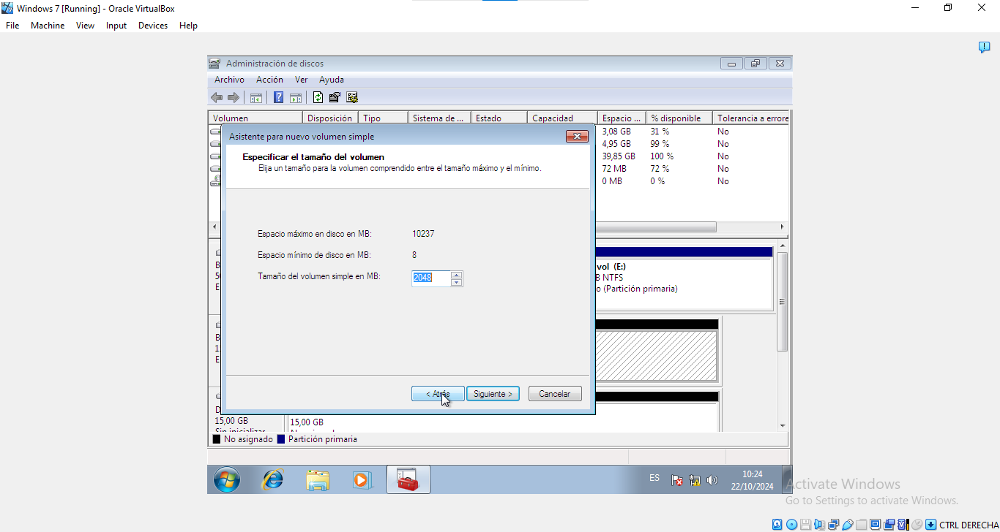 Windows 7 [Running] - Oracle VirtualBox
File Machine View Input Devices Help
Administración de discos
Archivo Acción Ver Ayuda
Volumen Disposición Tipo Sistema de ... Estado Capacidad Espacio ... % disponible Tolerancia a errore
3,08 GB 31 % No
4,95 GB 99 % No
39,85 GB 100 % No
72 MB 72 % No
0 MB 0 % No
Asistente para nuevo volumen simple
Especificar el tamaño del volumen
Elija un tamaño para la volumen comprendido entre el tamaño máximo y el mínimo.
Espacio máximo en disco en MB: 10237
Espacio mínimo de disco en MB: 8
Tamaño del volumen simple en MB: 2048
< Atrás Siguiente > Cancelar
vol (E:)
B NTFS
o (Partición primaria)
B
5
E
B
1
E
D
15,00 GB 15,00 GB
No asignado Partición primaria
ES
10:24
22/10/2024
Activate Windows
Go to Settings to activate Windows.
CTRL DERECHA